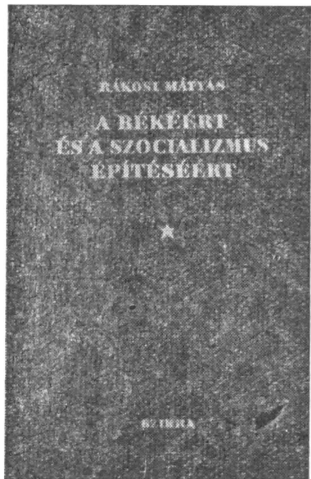 RÁKOSI MÁTYÁS
A BÉKÉÉRT
ÉS A SZOCIALIZMUS
ÉPÍTÉSÉÉRT
SZIKRA